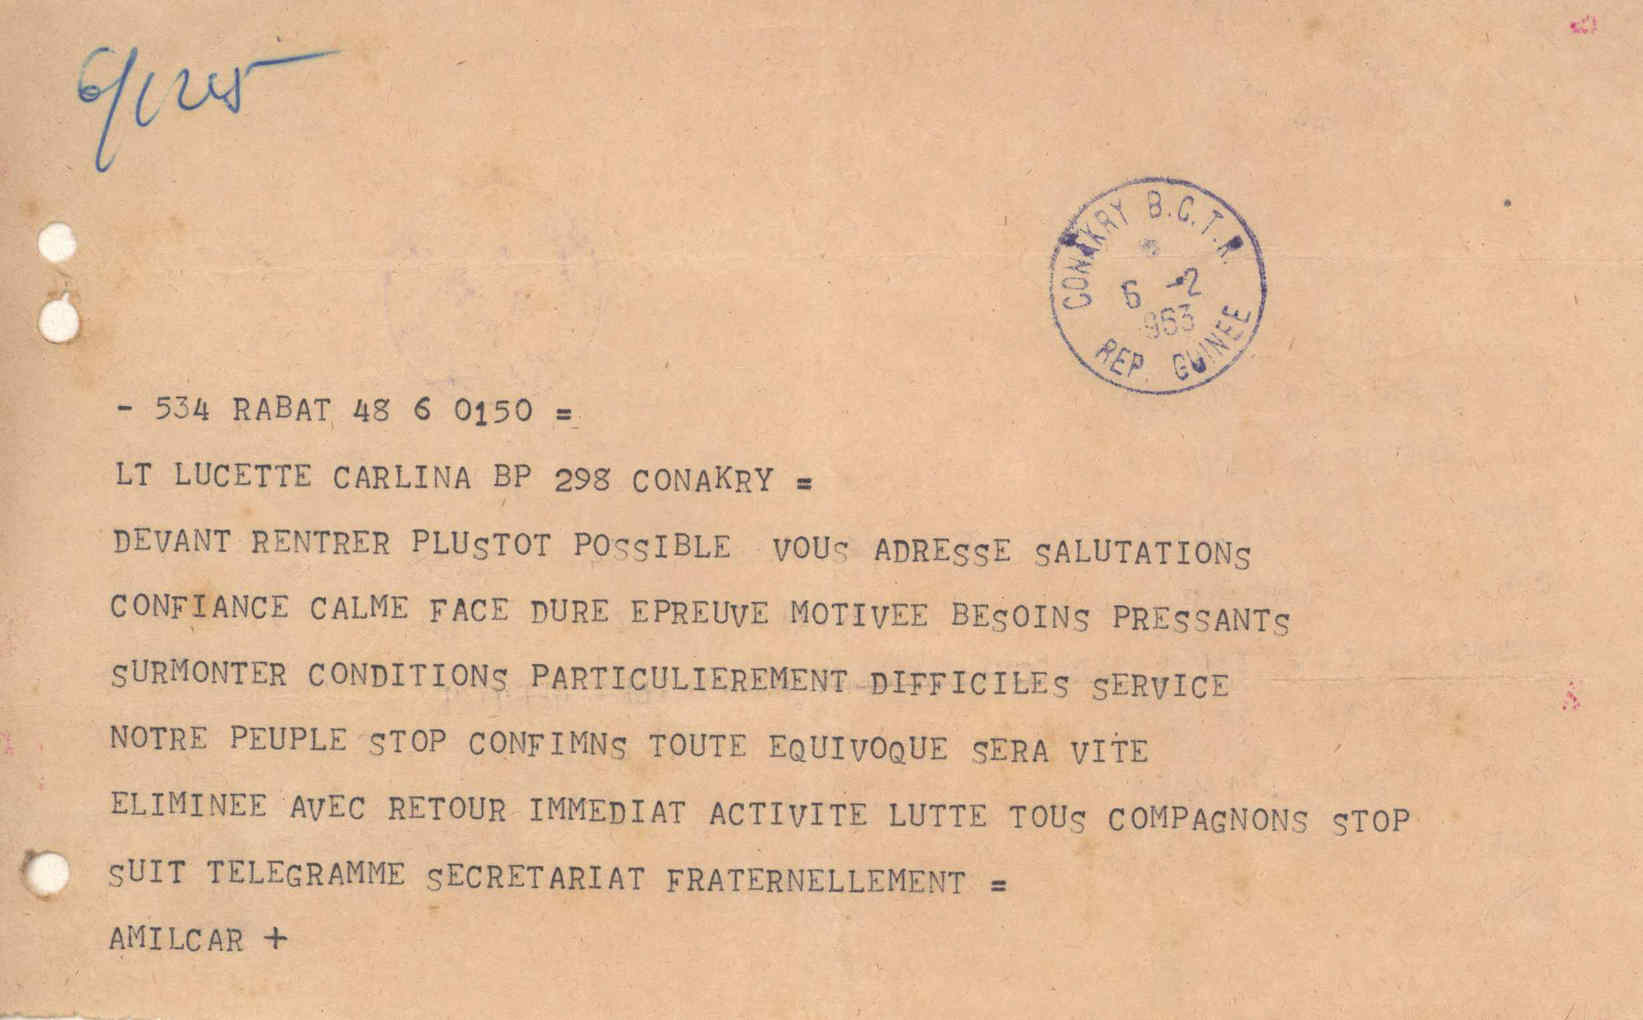 6/1245
CONAKRY B.C.T.R.
6 -2
1963
REP. GUINEE
- 534 RABAT 48 6 0150 =
LT LUCETTE CARLINA BP 298 CONAKRY =
DEVANT RENTRER PLUSTOT POSSIBLE VOUS ADRESSE SALUTATIONS
CONFIANCE CALME FACE DURE EPREUVE MOTIVEE BESOINS PRESSANTS
SURMONTER CONDITIONS PARTICULIEREMENT DIFFICILES SERVICE
NOTRE PEUPLE STOP CONFIMNS TOUTE EQUIVOQUE SERA VITE
ELIMINEE AVEC RETOUR IMMEDIAT ACTIVITE LUTTE TOUS COMPAGNONS STOP
SUIT TELEGRAMME SECRETARIAT FRATERNELLEMENT =
AMILCAR +